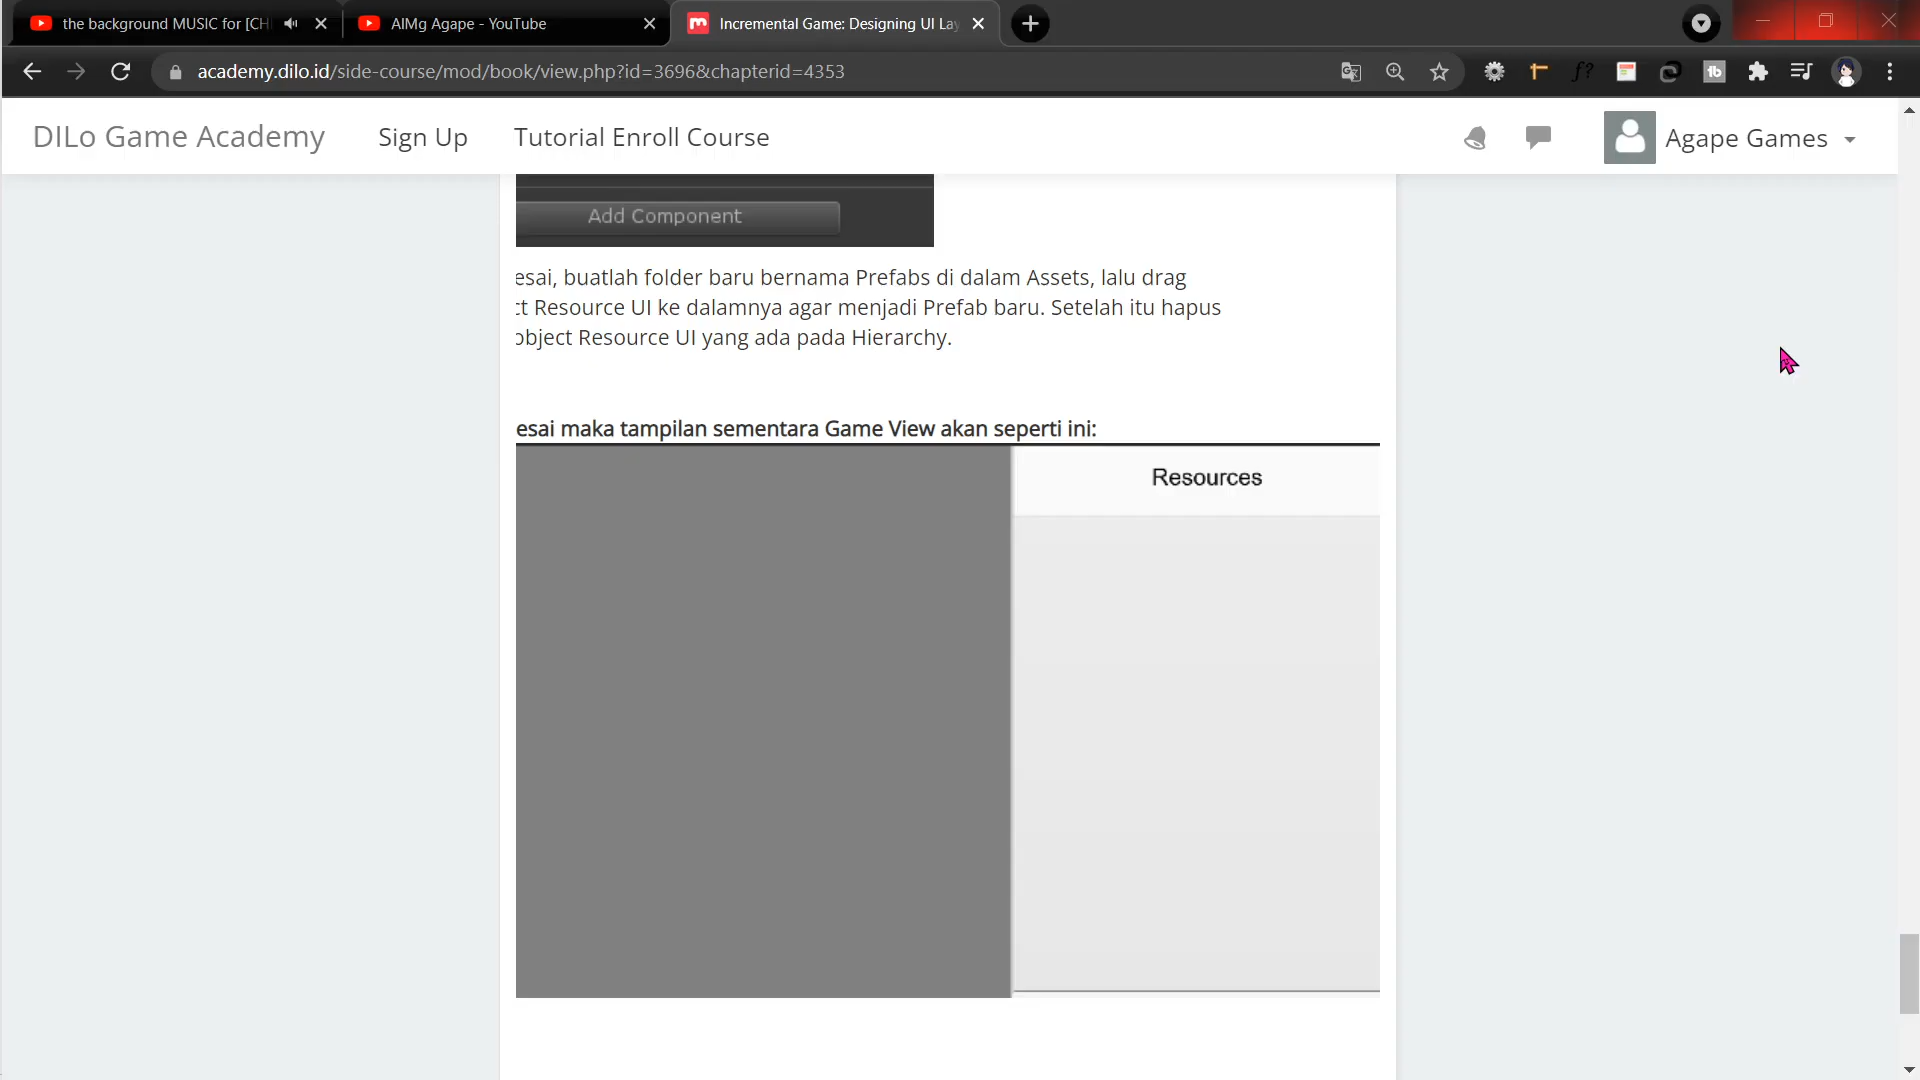 the background MUSIC for [CH
AIMg Agape - YouTube
Incremental Game: Designing UI Lay
academy.dilo.id/side-course/mod/book/view.php?id=3696&chapterid=4353
f?
tb
DILo Game Academy
Sign Up
Tutorial Enroll Course
Agape Games
Add Component
esai, buatlah folder baru bernama Prefabs di dalam Assets, lalu drag
ct Resource UI ke dalamnya agar menjadi Prefab baru. Setelah itu hapus
object Resource UI yang ada pada Hierarchy.
esai maka tampilan sementara Game View akan seperti ini:
Resources